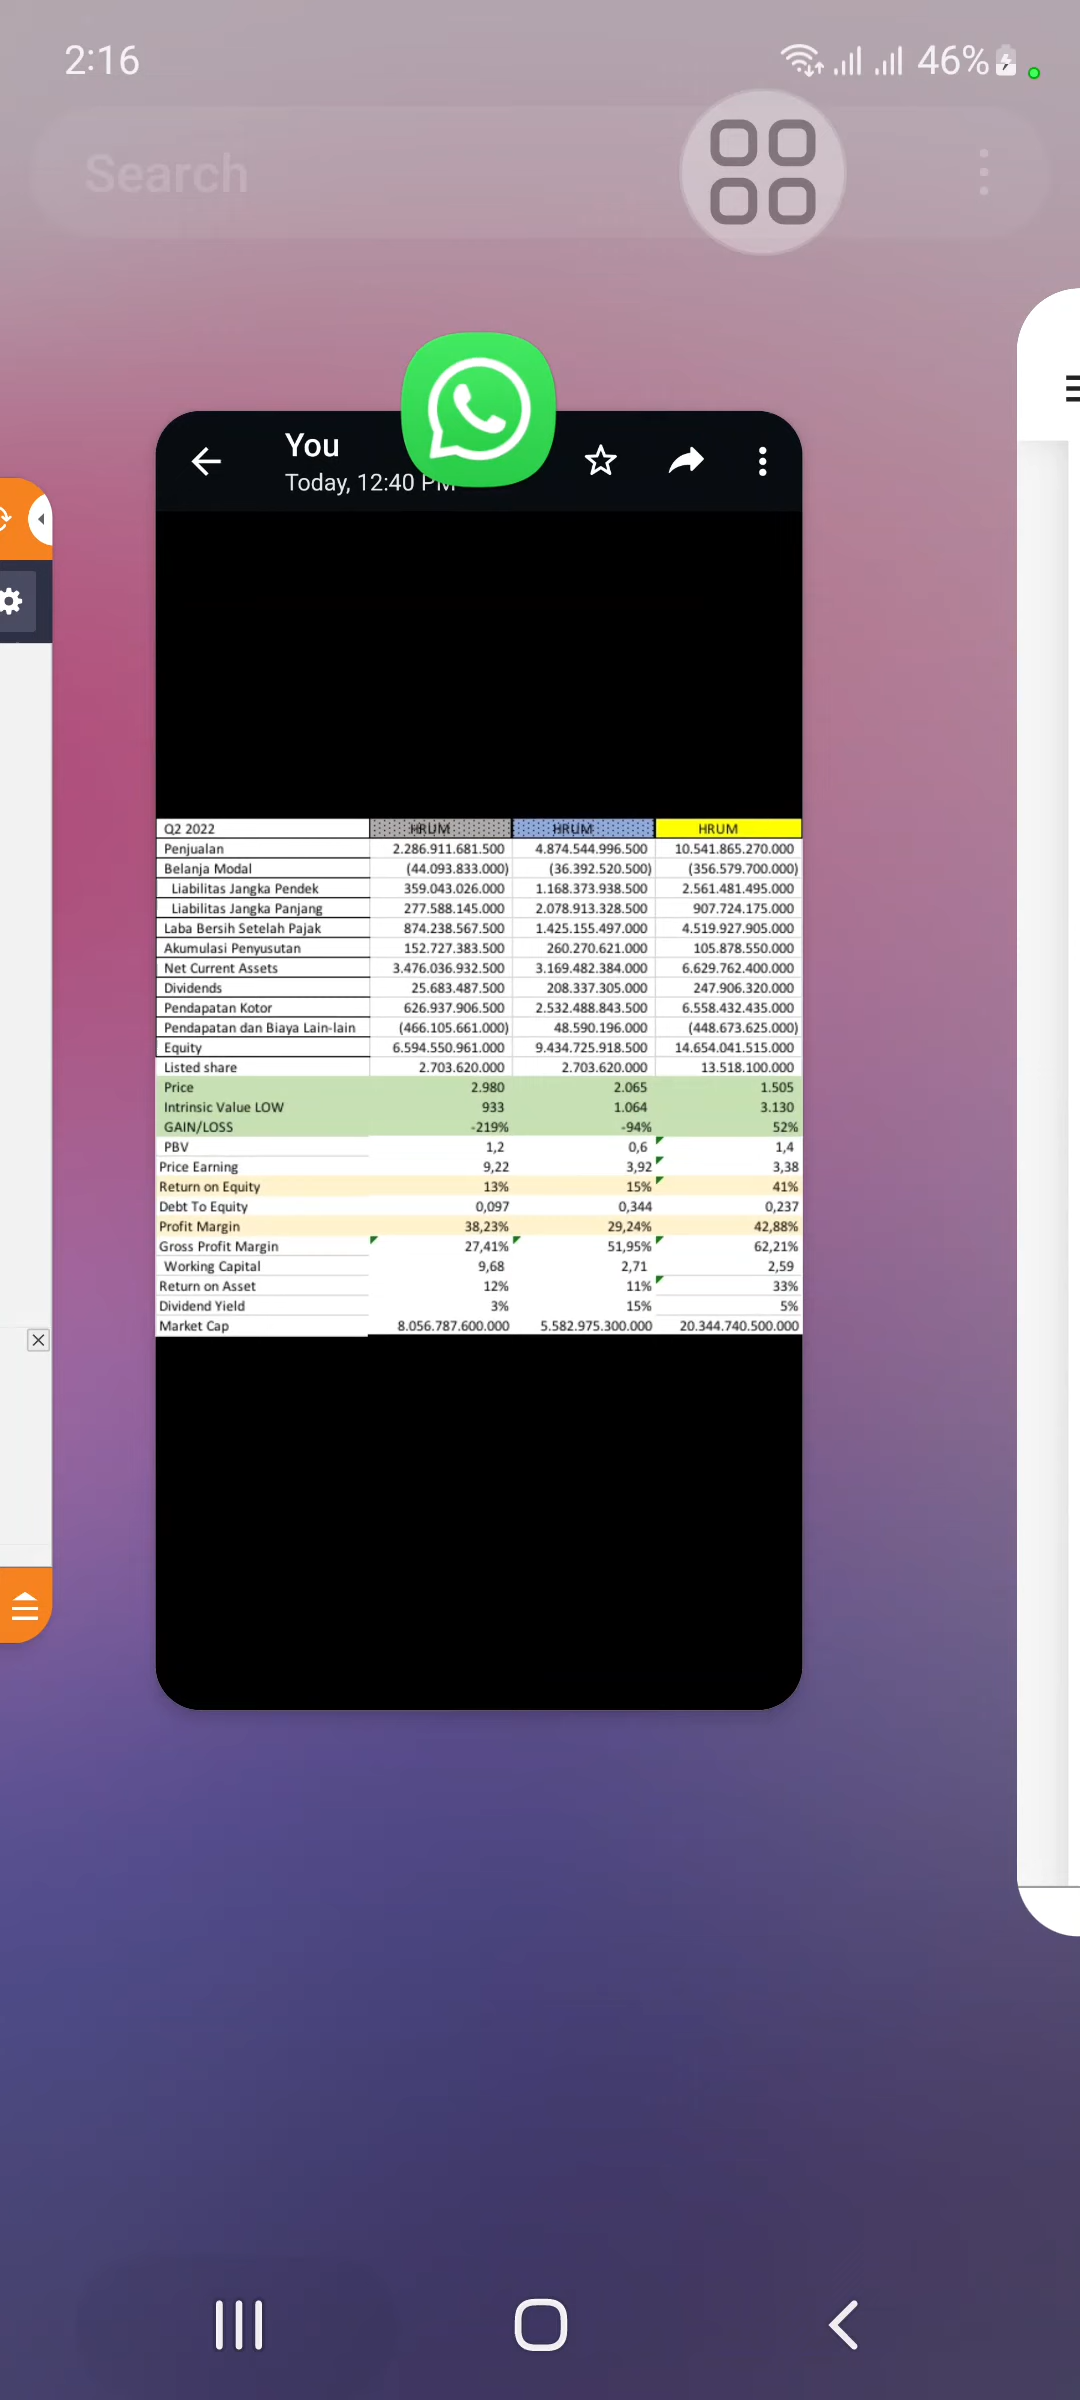 2:16
46%
Search
You
Today, 12:40 PM
Q2 2022 HRUM HRUM HRUM
Penjualan 2.286.911.681.500 4.874.544.996.500 10.541.865.270.000
Belanja Modal (44.093.833.000) (36.392.520.500) (356.579.700.000)
Liabilitas Jangka Pendek 359.043.026.000 1.168.373.938.500 2.561.481.495.000
Liabilitas Jangka Panjang 277.588.145.000 2.078.913.328.500 907.724.175.000
Laba Bersih Setelah Pajak 874.238.567.500 1.425.155.497.000 4.519.927.905.000
Akumulasi Penyusutan 152.727.383.500 260.270.621.000 105.878.550.000
Net Current Assets 3.476.036.932.500 3.169.482.384.000 6.629.762.400.000
Dividends 25.683.487.500 208.337.305.000 247.906.320.000
Pendapatan Kotor 626.937.906.500 2.532.488.843.500 6.558.432.435.000
Pendapatan dan Biaya Lain-lain (466.105.661.000) 48.590.196.000 (448.673.625.000)
Equity 6.594.550.961.000 9.434.725.918.500 14.654.041.515.000
Listed share 2.703.620.000 2.703.620.000 13.518.100.000
Price 2.980 2.065 1.505
Intrinsic Value LOW 933 1.064 3.130
GAIN/LOSS -219% -94% 52%
PBV 1,2 0,6 1,4
Price Earning 9,22 3,92 3,38
Return on Equity 13% 15% 41%
Debt To Equity 0,097 0,344 0,237
Profit Margin 38,23% 29,24% 42,88%
Gross Profit Margin 27,41% 51,95% 62,21%
Working Capital 9,68 2,71 2,59
Return on Asset 12% 11% 33%
Dividend Yield 3% 15% 5%
Market Cap 8.056.787.600.000 5.582.975.300.000 20.344.740.500.000